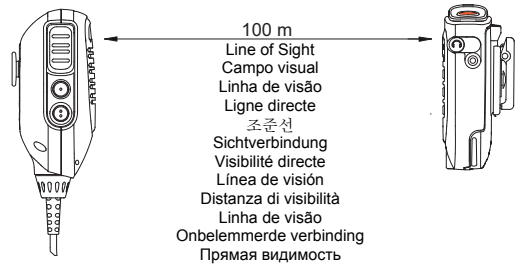 100 m
Line of Sight
Campo visual
Linha de visão
Ligne directe
조준선
Sichtverbindung
Visibilité directe
Línea de visión
Distanza di visibilità
Linha de visão
Onbelemmerde verbinding
Прямая видимость